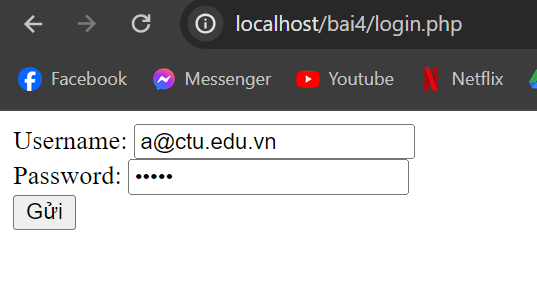 localhost/bai4/login.php
Facebook Messenger Youtube Netflix
Username: a@ctu.edu.vn
Password: •••••
Gửi